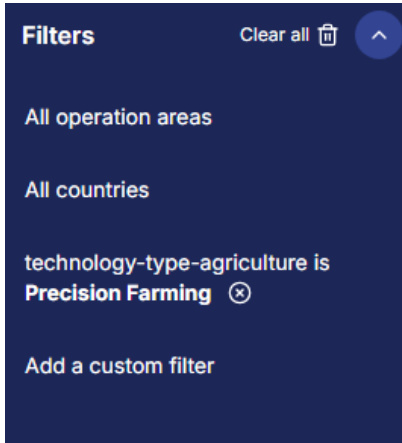 Filters
Clear all
All operation areas
All countries
technology-type-agriculture is
Precision Farming
Add a custom filter